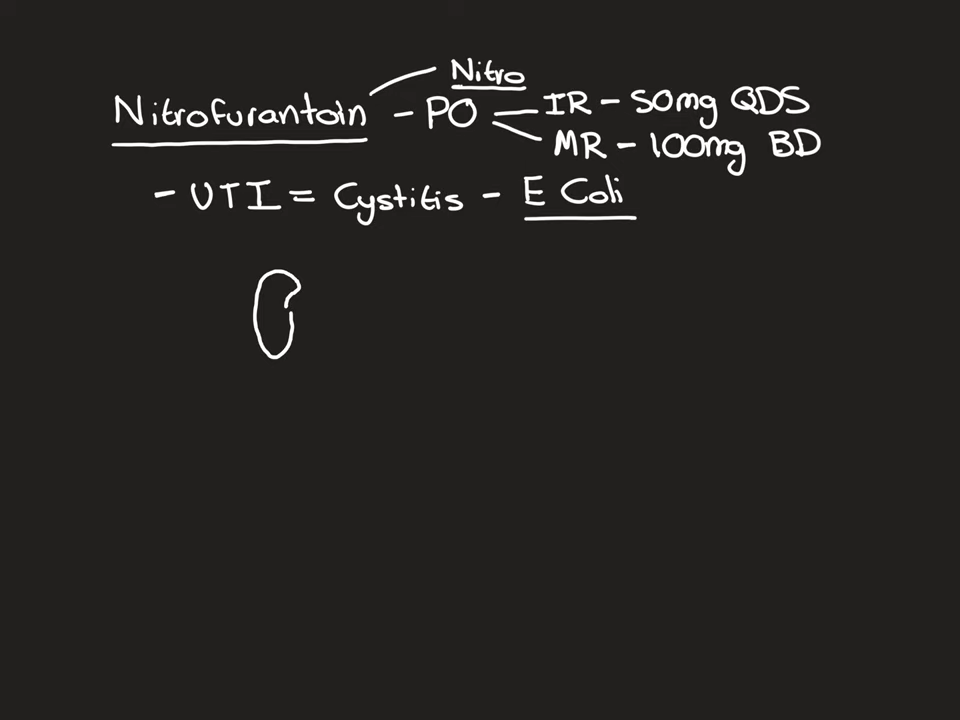 Nitro
Nitrofurantoin - PO - IR - 50mg QDS
MR - 100mg BD
- UTI = Cystitis - E Coli